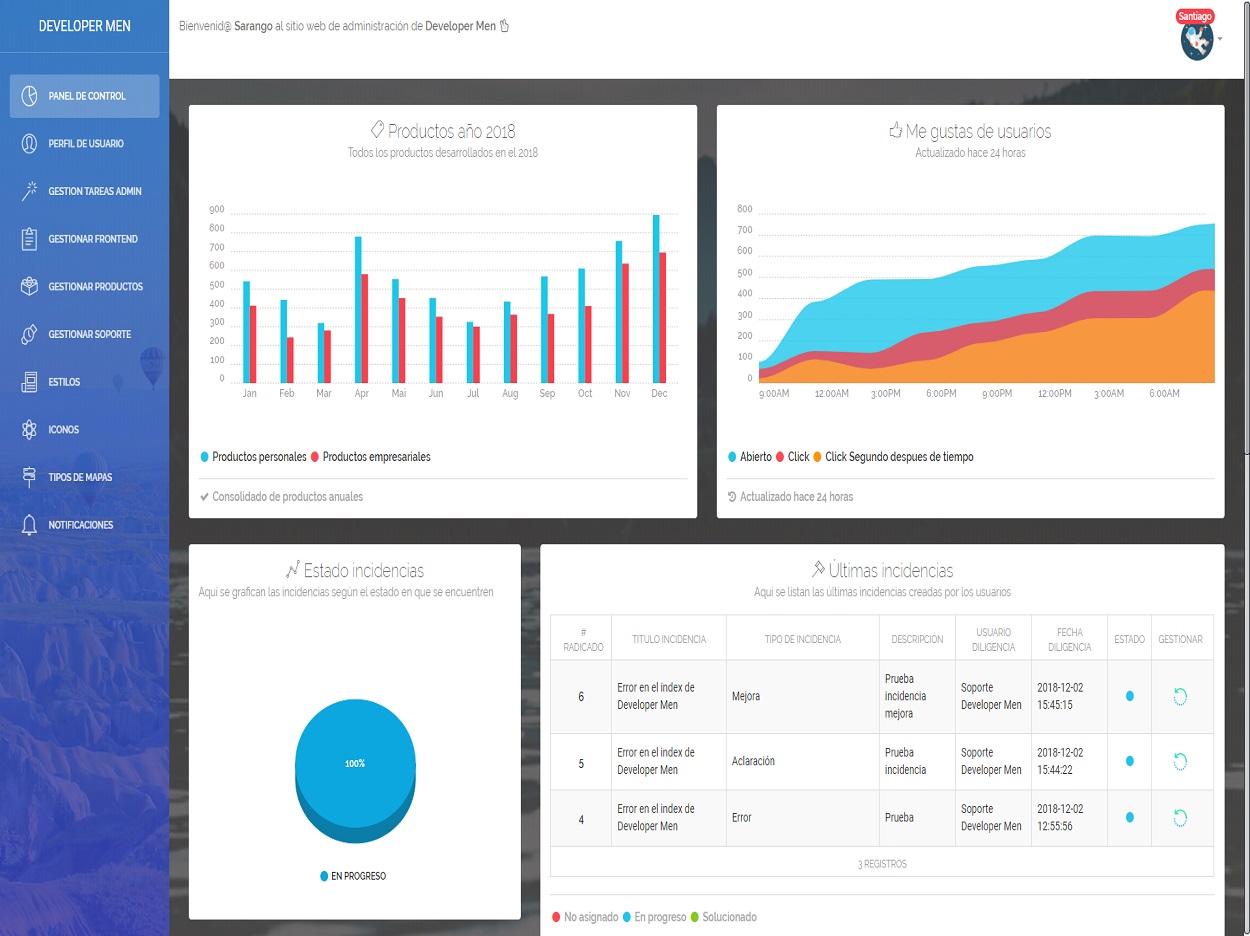 DEVELOPER MEN
PANEL DE CONTROL
PERFIL DE USUARIO
GESTION TAREAS ADMIN
GESTIONAR FRONTEND
GESTIONAR PRODUCTOS
GESTIONAR SOPORTE
ESTILOS
ICONOS
TIPOS DE MAPAS
NOTIFICACIONES
Bienvenid@ Sarango al sitio web de administración de Developer Men
Santiago
Productos año 2018
Todos los productos desarrollados en el 2018
900
800
700
600
500
400
300
200
100
0
Jan Feb Mar Apr Mai Jun Jul Aug Sep Oct Nov Dec
Productos personales Productos empresariales
Consolidado de productos anuales
Me gustas de usuarios
Actualizado hace 24 horas
800
700
600
500
400
300
200
100
0
9:00AM 12:00AM 3:00PM 6:00PM 9:00PM 12:00PM 3:00AM 6:00AM
Abierto Click Click Segundo despues de tiempo
Actualizado hace 24 horas
Estado incidencias
Aqui se grafican las incidencias según el estado en que se encuentren
100%
EN PROGRESO
Últimas incidencias
Aqui se listan las últimas incidencias creadas por los usuarios
# RADICADO
TITULO INCIDENCIA
TIPO DE INCIDENCIA
DESCRIPCIÓN
USUARIO DILIGENCIA
FECHA DILIGENCIA
ESTADO
GESTIONAR
6
Error en el index de
Developer Men
Mejora
Prueba
incidencia
mejora
Soporte
Developer Men
2018-12-02
15:45:15
5
Error en el index de
Developer Men
Aclaración
Prueba
incidencia
Soporte
Developer Men
2018-12-02
15:44:22
4
Error en el index de
Developer Men
Error
Prueba
Soporte
Developer Men
2018-12-02
12:55:56
3 REGISTROS
No asignado En progreso Solucionado